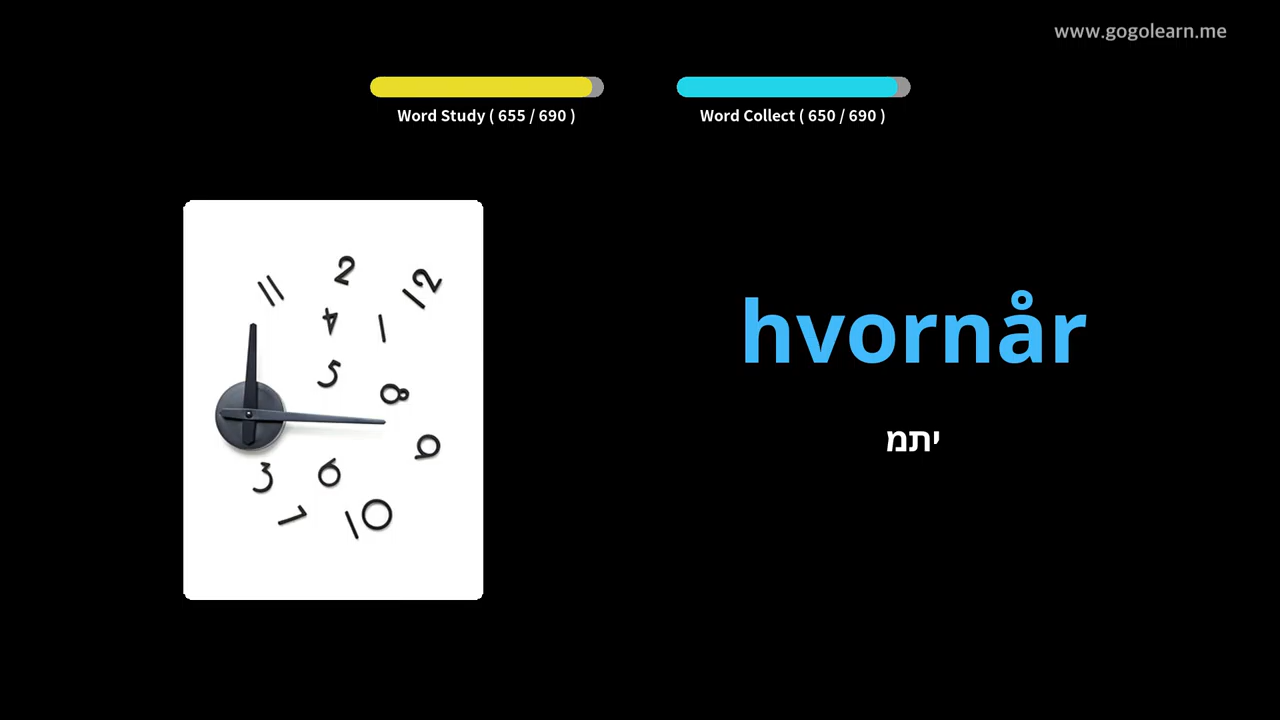 www.gogolearn.me
Word Study ( 655 / 690 )
Word Collect ( 650 / 690 )
11 2 12
4 1
5
8
9
3 6
7 10
hvornår
יתמ